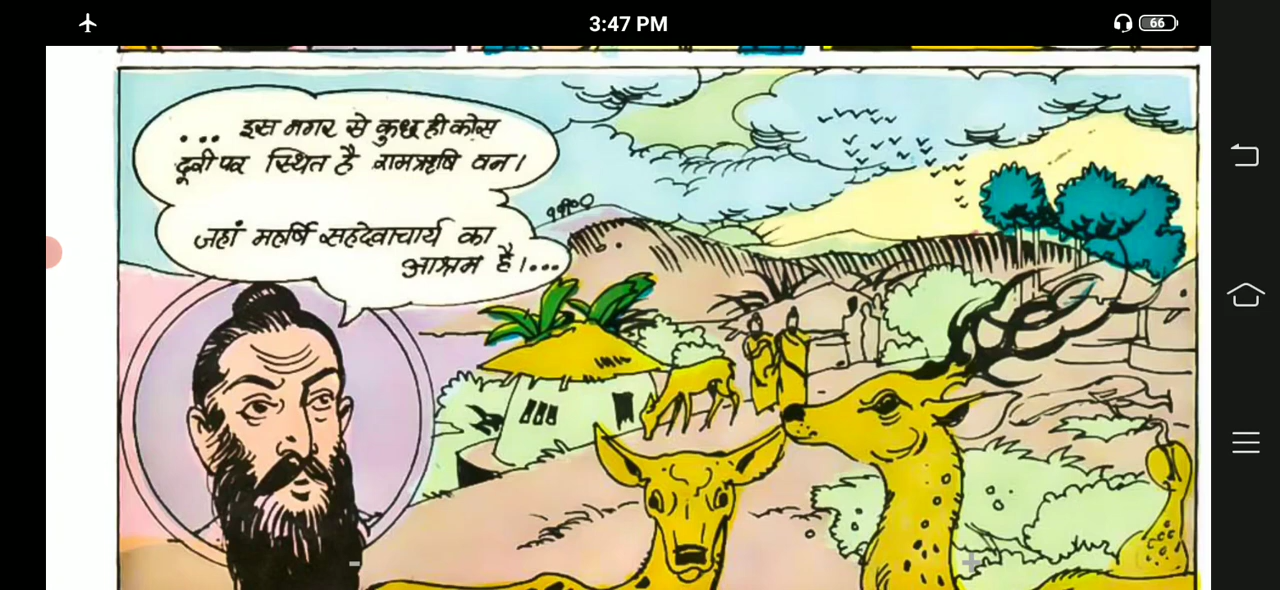 3:47 PM
66
... इस नगर से कुछ ही कोस
दूरी पर स्थित है रामऋषि वन।
जहां महर्षि सहदेवाचार्य का
आश्रम है।...